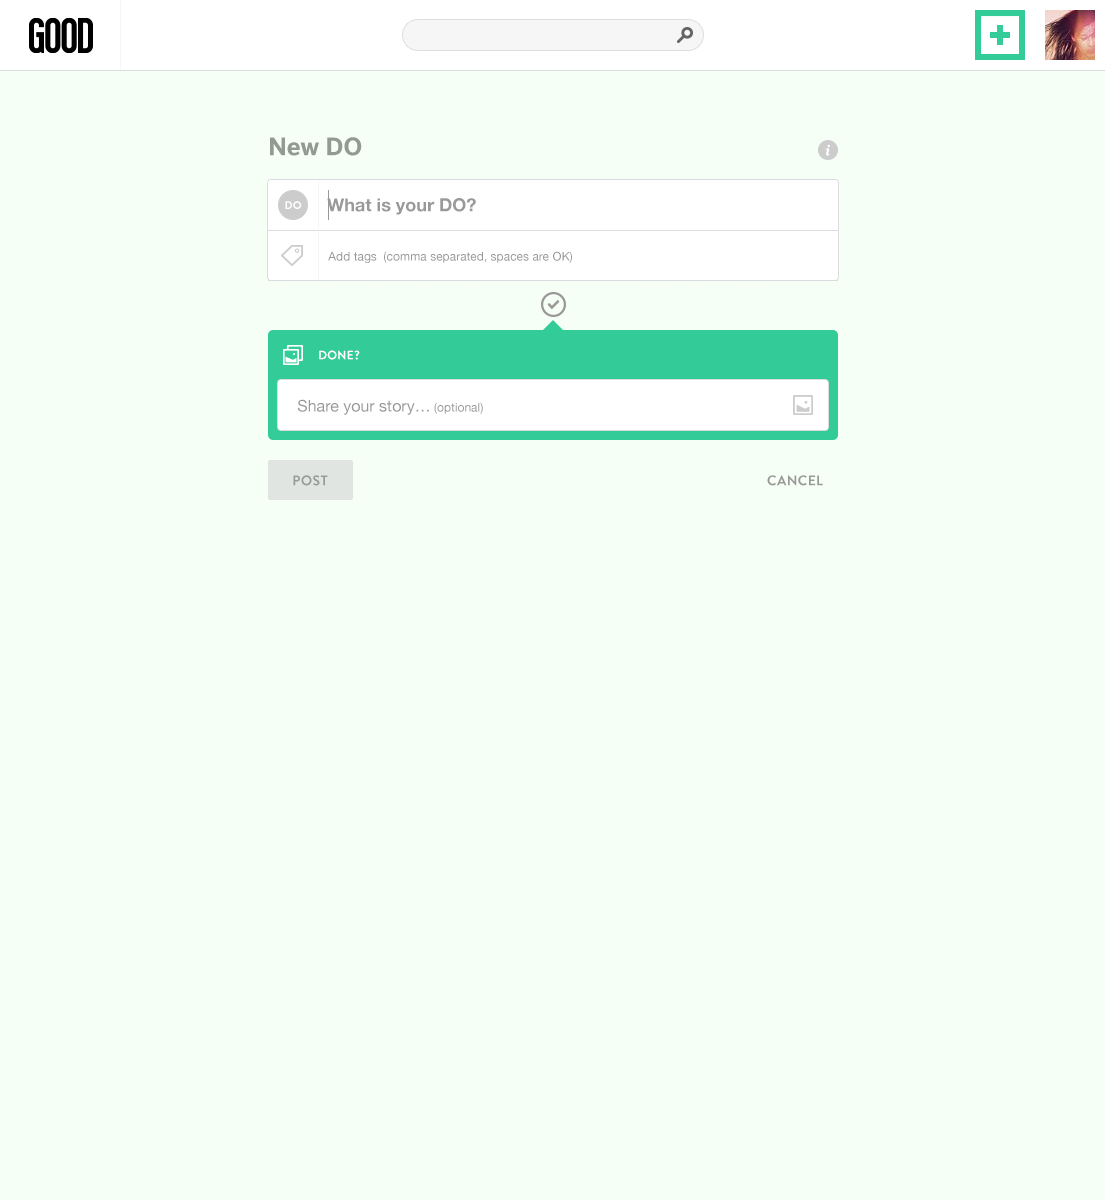 GOOD
New DO
i
DO
What is your DO?
Add tags (comma separated, spaces are OK)
DONE?
Share your story... (optional)
POST
CANCEL